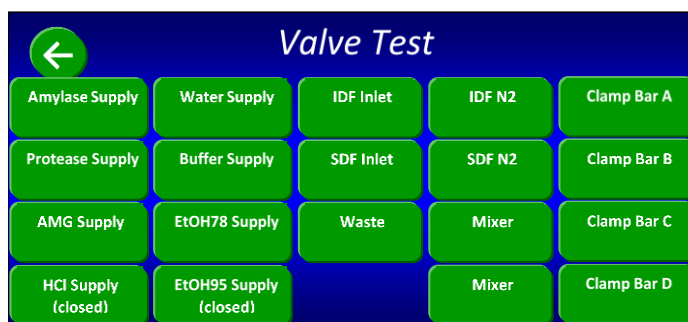 Valve Test
Amylase Supply
Water Supply
IDF Inlet
IDF N2
Clamp Bar A
Protease Supply
Buffer Supply
SDF Inlet
SDF N2
Clamp Bar B
AMG Supply
EtOH78 Supply
Waste
Mixer
Clamp Bar C
HCl Supply
(closed)
EtOH95 Supply
(closed)
Mixer
Clamp Bar D